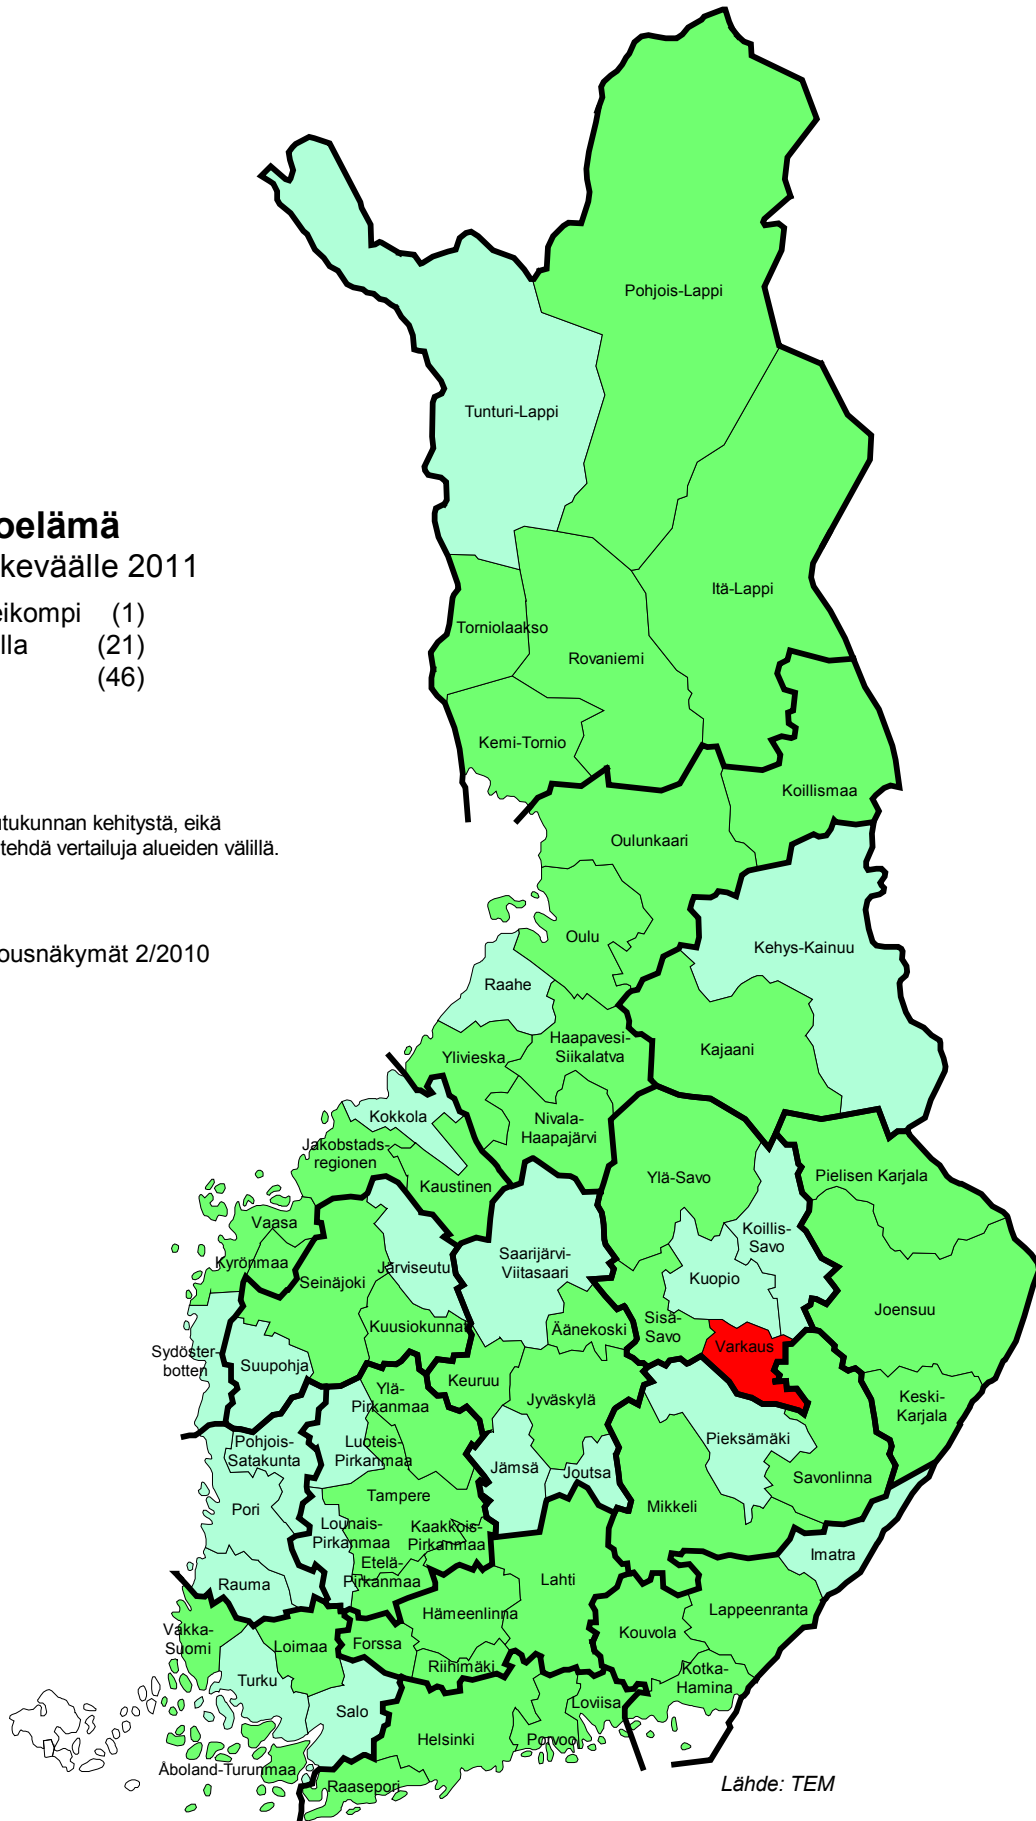 oelämä
keväälle 2011
eikompi (1)
lla (21)
(46)
utukunnan kehitystä, eikä
tehdä vertailuja alueiden välillä.
ousnäkymät 2/2010
Pohjois-Lappi
Tunturi-Lappi
Itä-Lappi
Torniolaakso
Rovaniemi
Kemi-Tornio
Koillismaa
Oulunkaari
Oulu
Kehys-Kainuu
Raahe
Haapavesi-
Siikalatva
Ylivieska
Kajaani
Kokkola
Nivala-
Haapajärvi
Jakobstads-
regionen
Kaustinen
Ylä-Savo
Pielisen Karjala
Vaasa
Koillis-
Savo
Kyrönmaa
Seinäjoki
Järviseutu
Saarijärvi-
Viitasaari
Kuopio
Joensuu
Kuusiokunnat
Äänekoski
Sisä-
Savo
Varkaus
Sydöster-
botten
Suupohja
Ylä-
Pirkanmaa
Keuruu
Jyväskylä
Keski-
Karjala
Pohjois-
Satakunta
Luoteis-
Pirkanmaa
Jämsä
Joutsa
Pieksämäki
Savonlinna
Pori
Tampere
Mikkeli
Lounais-
Pirkanmaa
Kaakkois-
Pirkanmaa
Etelä-
Pirkanmaa
Imatra
Rauma
Lahti
Hämeenlinna
Lappeenranta
Vakka-
Suomi
Loimaa
Forssa
Kouvola
Riihimäki
Kotka-
Hamina
Turku
Salo
Loviisa
Helsinki
Porvoo
Åboland-Turunmaa
Raasepori
Lähde: TEM